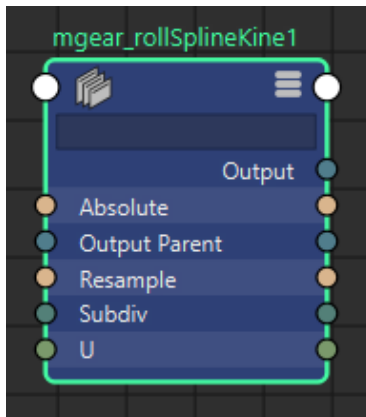 mgear_rollSplineKine1
Output
Absolute
Output Parent
Resample
Subdiv
U